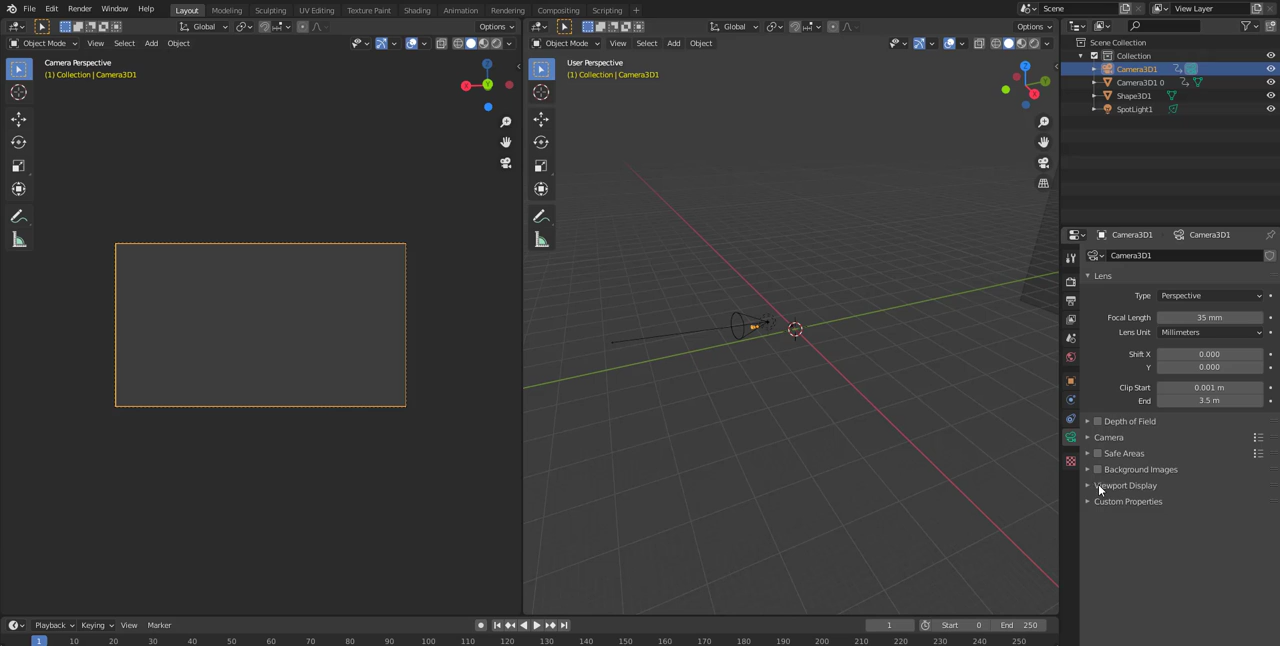 File Edit Render Window Help Layout Modeling Sculpting UV Editing Texture Paint Shading Animation Rendering Compositing Scripting + Scene View Layer
Global Options
Object Mode View Select Add Object
Camera Perspective
(1) Collection | Camera3D1
Global Options
Object Mode View Select Add Object
User Perspective
(1) Collection | Camera3D1
Scene Collection
Collection
Camera3D1
Camera3D1 0
Shape3D1
SpotLight1
Camera3D1 Camera3D1
Camera3D1
Lens
Type Perspective
Focal Length 35 mm
Lens Unit Millimeters
Shift X 0.000
Y 0.000
Clip Start 0.001 m
End 3.5 m
Depth of Field
Camera
Safe Areas
Background Images
Viewport Display
Custom Properties
Playback Keying View Marker 1 Start 0 End 250
1 10 20 30 40 50 60 70 80 90 100 110 120 130 140 150 160 170 180 190 200 210 220 230 240 250